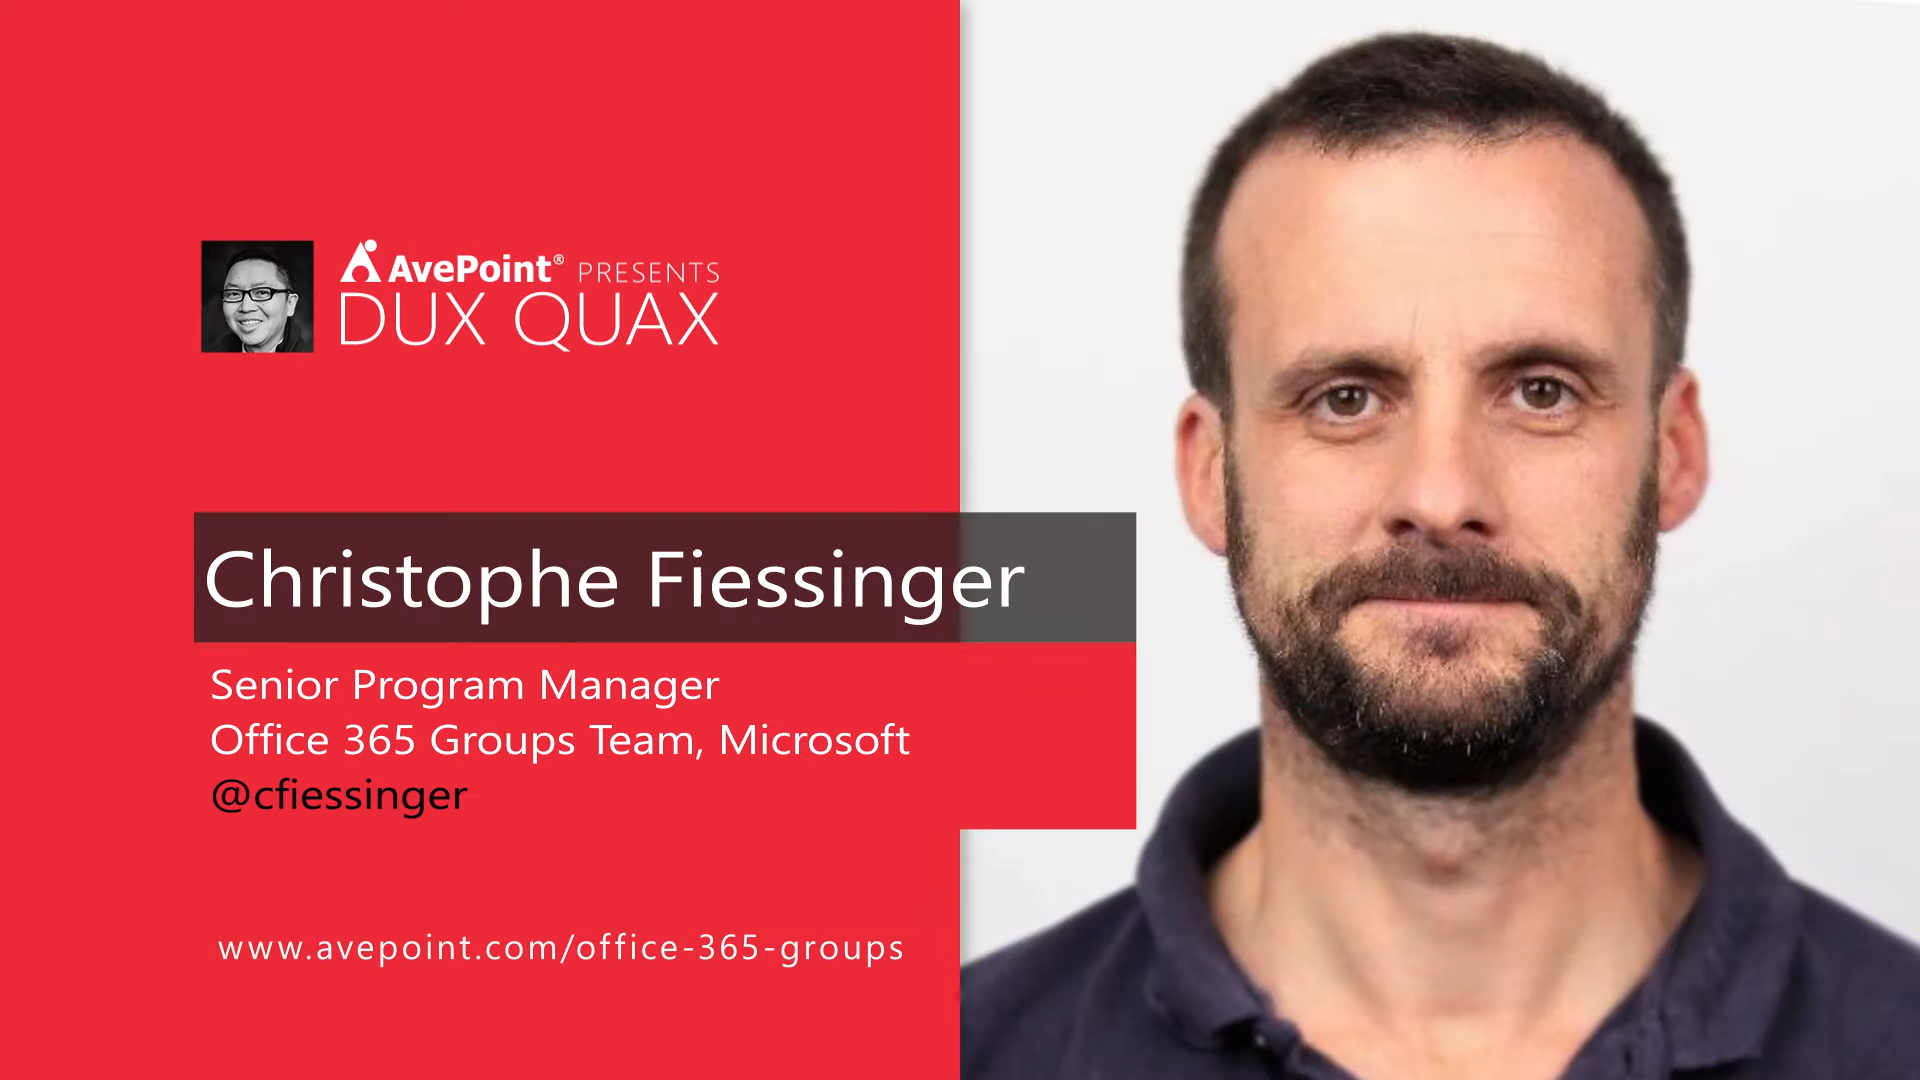 AvePoint® PRESENTS
DUX QUAX
Christophe Fiessinger
Senior Program Manager
Office 365 Groups Team, Microsoft
@cfiessinger
www.avepoint.com/office-365-groups